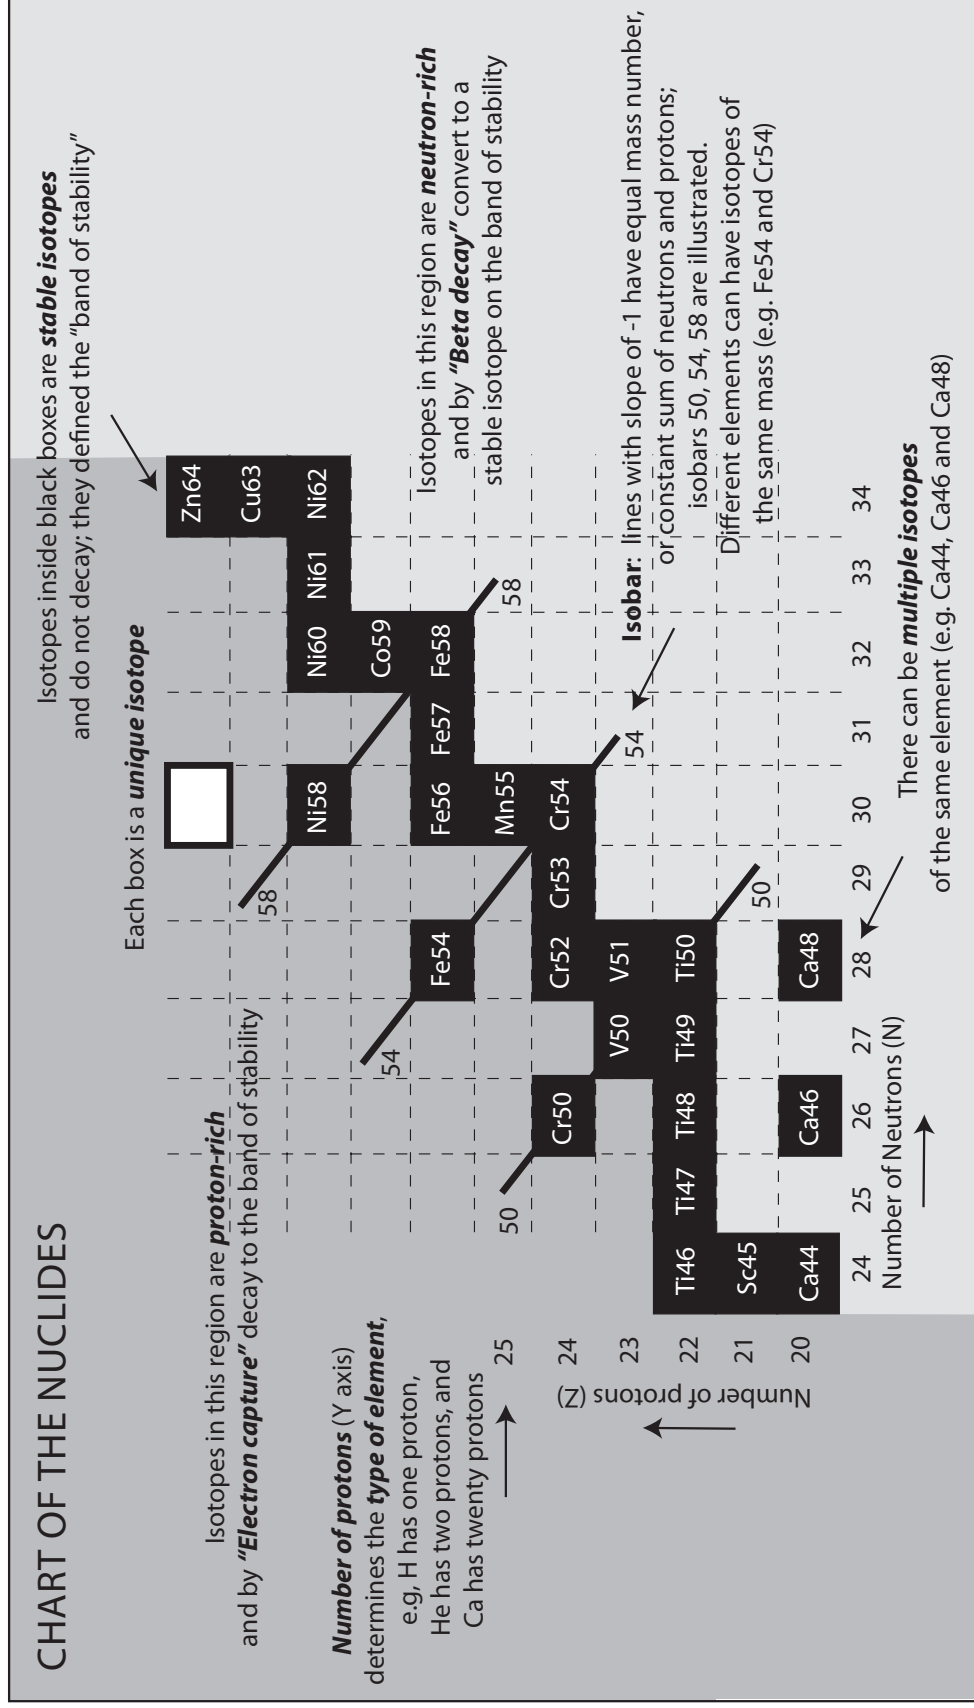 CHART OF THE NUCLIDES
Isotopes inside black boxes are stable isotopes
and do not decay; they defined the “band of stability”
Each box is a unique isotope
Isotopes in this region are proton-rich
and by “Electron capture” decay to the band of stability
Number of protons (Y axis)
determines the type of element,
e.g, H has one proton,
He has two protons, and
Ca has twenty protons
Isotopes in this region are neutron-rich
and by “Beta decay” convert to a
stable isotope on the band of stability
Isobar: lines with slope of -1 have equal mass number,
or constant sum of neutrons and protons;
isobars 50, 54, 58 are illustrated.
Different elements can have isotopes of
the same mass (e.g. Fe54 and Cr54)
There can be multiple isotopes
of the same element (e.g. Ca44, Ca46 and Ca48)
Zn64
Cu63
58
Ni58 Ni60 Ni61 Ni62
Co59
54
Fe54 Fe56 Fe57 Fe58
58
Mn55
50
Cr50 Cr52 Cr53 Cr54
54
V50 V51
Ti46 Ti47 Ti48 Ti49 Ti50
50
Sc45
Ca44 Ca46 Ca48
25
24
23
22
21
20
Number of protons (Z)
24 25 26 27 28 29 30 31 32 33 34
Number of Neutrons (N)